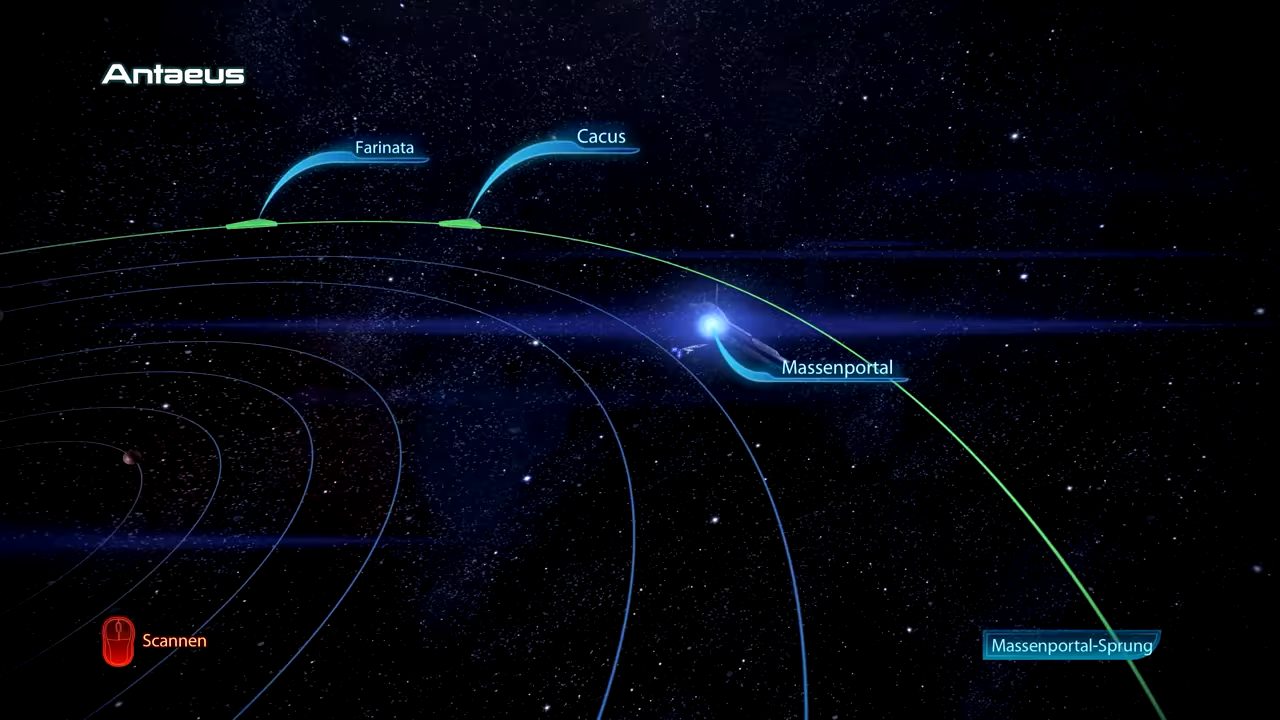 Antaeus
Farinata
Cacus
Massenportal
Scannen
Massenportal-Sprung